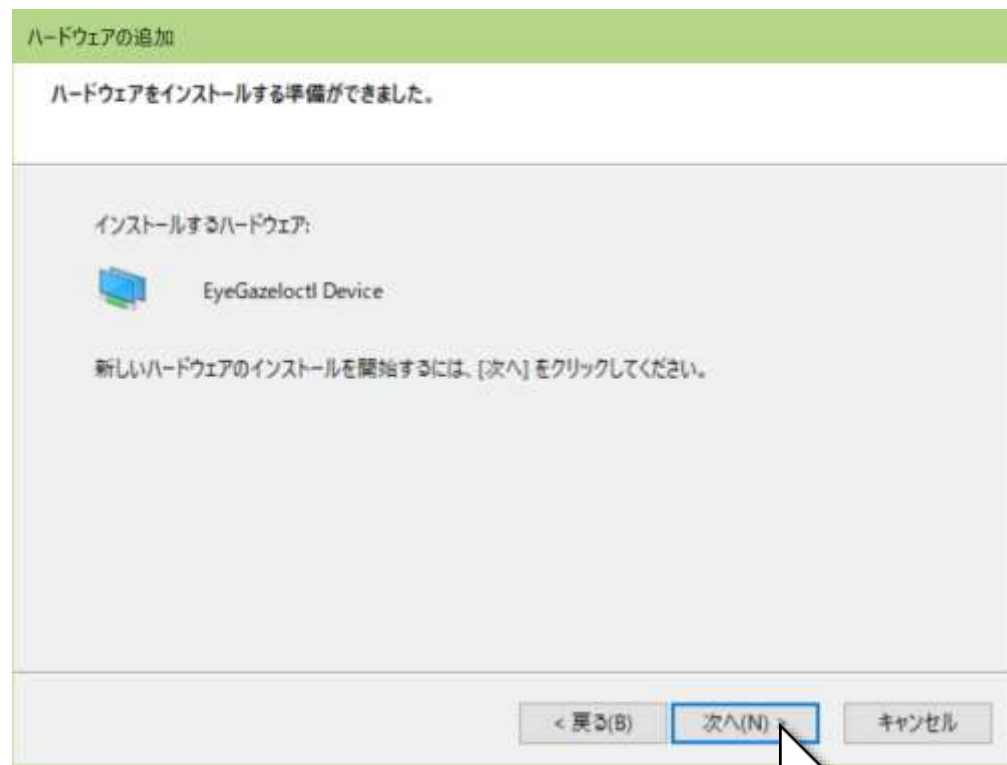 ハードウェアの追加
ハードウェアをインストールする準備ができました。
インストールするハードウェア:
EyeGazeIoctl Device
新しいハードウェアのインストールを開始するには、[次へ] をクリックしてください。
< 戻る(B)
次へ(N) >
キャンセル